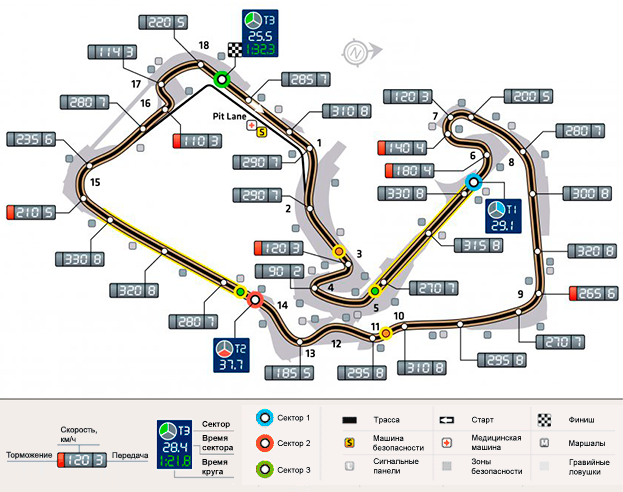 T3
25.5
1:32.3
220 5
18
114 3
285 7
17
120 3
200 5
280 7
16
310 8
Pit Lane
S
7
110 3
140 4
280 7
235 6
1
6
8
290 7
180 4
15
2
290 7
330 8
300 8
210 5
T1
29.1
3
120 3
315 8
330 8
320 8
90 2
4
270 7
320 8
5
265 6
14
9
280 7
10
11
12
270 7
T2
37.7
13
310 8
295 8
185 5
295 8
Скорость,
км/ч
Торможение
120 3
Передача
T3
28.4
1:21.8
Сектор
Время
сектора
Время
круга
Сектор 1
Сектор 2
Сектор 3
Трасса
Старт
Финиш
S
Машина
безопасности
Медицинская
машина
M
Маршалы
Сигнальные
панели
Зоны
безопасности
Гравийные
ловушки